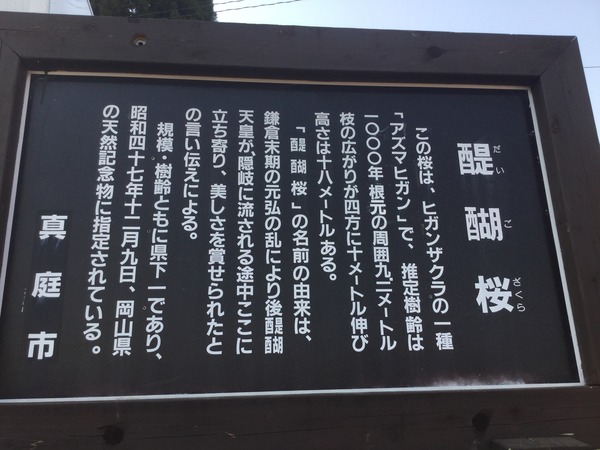 醍醐桜
だいござくら
この桜は、ヒガンザクラの一種
「アズマヒガン」で、推定樹齢は
一〇〇〇年 根元の周囲九・二メートル
枝の広がりが四方に十メートル伸び
高さは十八メートルある。
「醍醐桜」の名前の由来は、
鎌倉末期の元弘の乱により後醍醐
天皇が、隠岐に流される途中ここに
立ち寄り、美しさを賞せられたと
の言い伝えによる。
規模・樹齢ともに県下一であり、
昭和四十七年十二月九日、岡山県
の天然記念物に指定されている。
真庭市